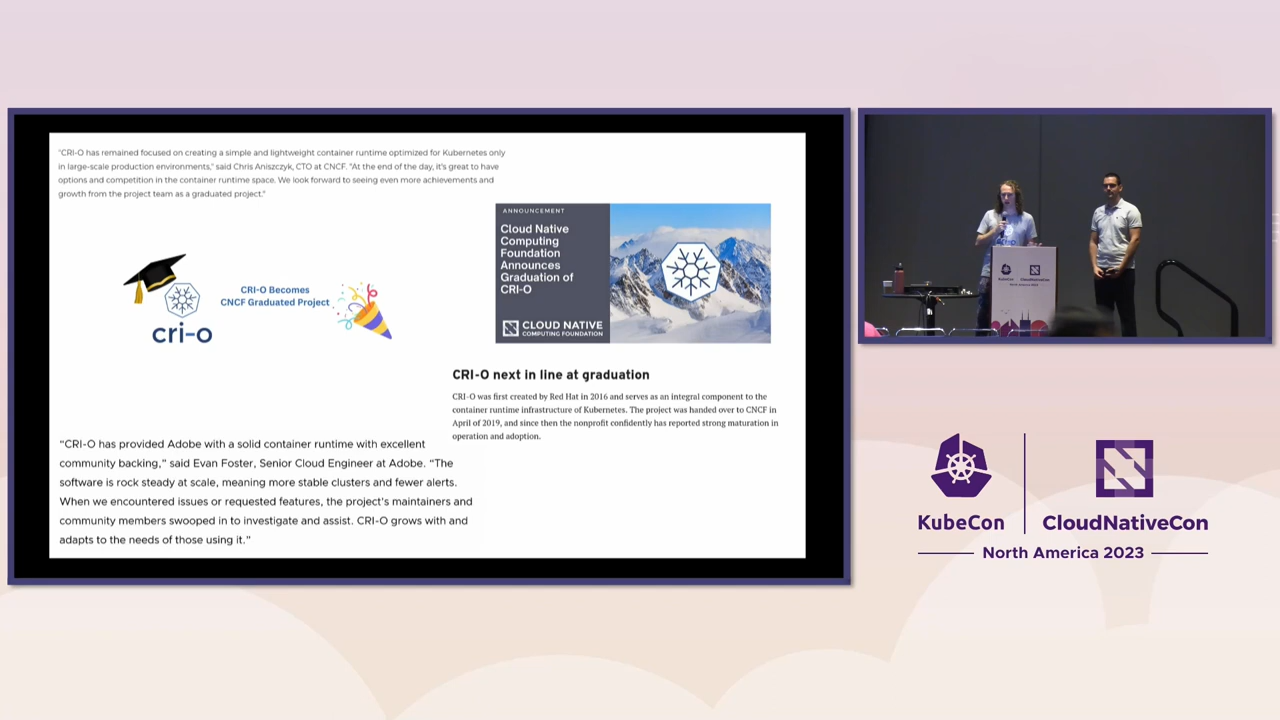 "CRI-O has remained focused on creating a simple and lightweight container runtime optimized for Kubernetes only
in large-scale production environments," said Chris Aniszczyk, CTO at CNCF. "At the end of the day, it's great to have
options and competition in the container runtime space. We look forward to seeing even more achievements and
growth from the project team as a graduated project."
ANNOUNCEMENT
Cloud Native
Computing
Foundation
Announces
Graduation of
CRI-O
CLOUD NATIVE
COMPUTING FOUNDATION
CRI-O Becomes
CNCF Graduated Project
cri-o
CRI-O next in line at graduation
CRI-O was first created by Red Hat in 2016 and serves as an integral component to the
container runtime infrastructure of Kubernetes. The project was handed over to CNCF in
April of 2019, and since then the nonprofit confidently has reported strong maturation in
operation and adoption.
“CRI-O has provided Adobe with a solid container runtime with excellent
community backing,” said Evan Foster, Senior Cloud Engineer at Adobe. “The
software is rock steady at scale, meaning more stable clusters and fewer alerts.
When we encountered issues or requested features, the project’s maintainers and
community members swooped in to investigate and assist. CRI-O grows with and
adapts to the needs of those using it.”
KubeCon
CloudNativeCon
North America 2023